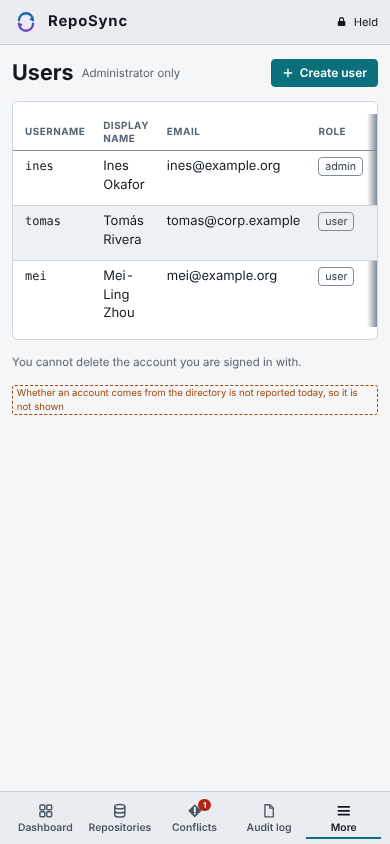 RepoSync
Held
Users
Administrator only
Create user
USERNAME
DISPLAY NAME
EMAIL
ROLE
ines
Ines Okafor
ines@example.org
admin
tomas
Tomás Rivera
tomas@corp.example
user
mei
Mei-Ling Zhou
mei@example.org
user
You cannot delete the account you are signed in with.
Whether an account comes from the directory is not reported today, so it is
not shown
1
Dashboard
Repositories
Conflicts
Audit log
More